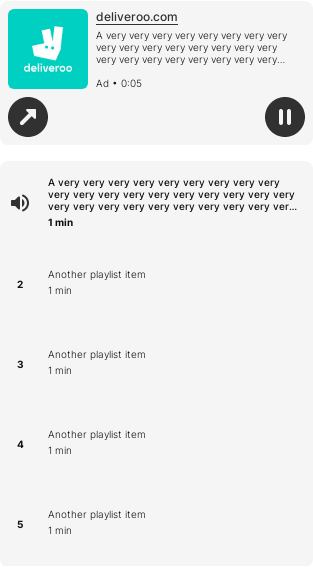 deliveroo.com
A very very very very very very very
very very very very very very very
very very very very very very very...
deliveroo
Ad • 0:05
A very very very very very very very very
very very very very very very very very very
very very very very very very very very ver...
1 min
2
Another playlist item
1 min
3
Another playlist item
1 min
4
Another playlist item
1 min
5
Another playlist item
1 min